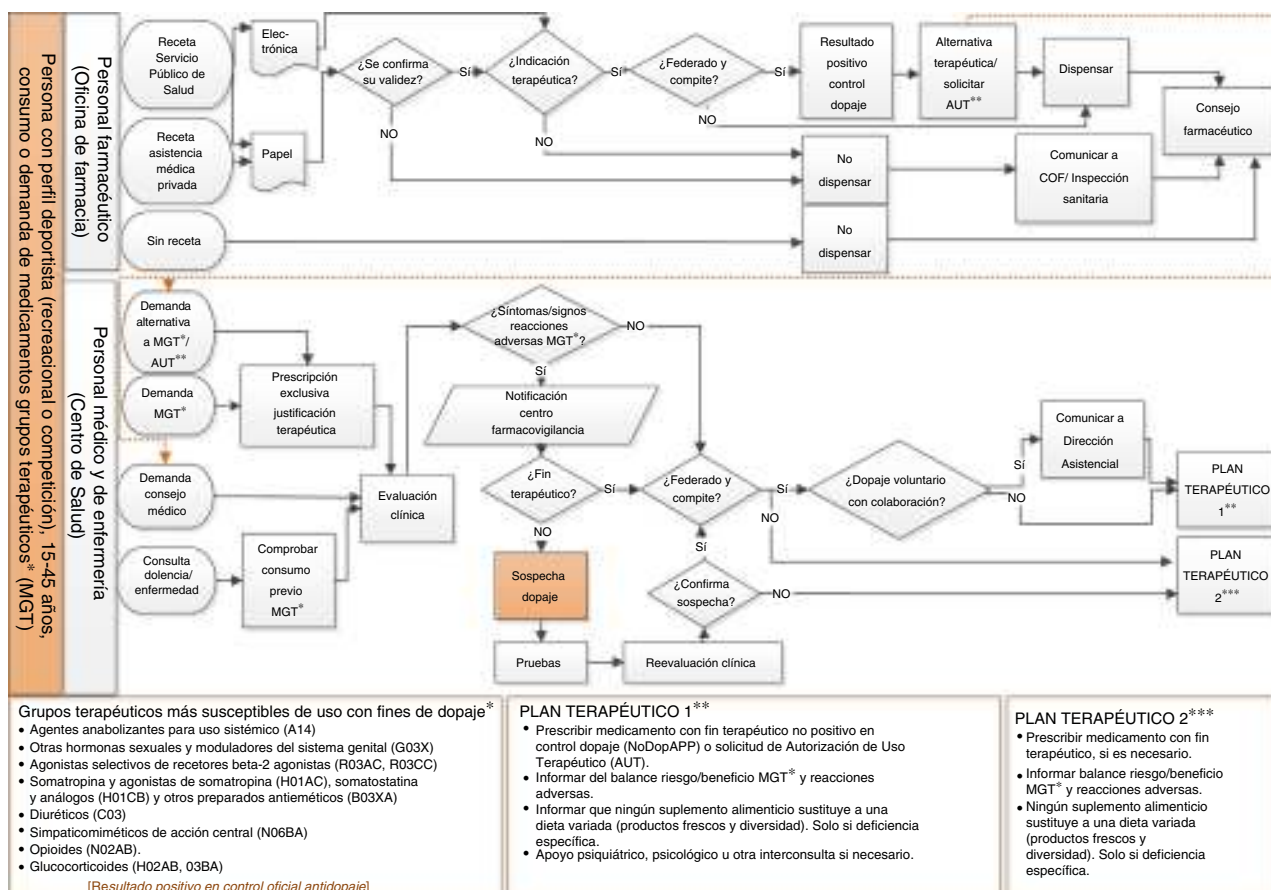 Persona con perfil deportista (recreacional o competición), 15-45 años,
consumo o demanda de medicamentos grupos terapéuticos* (MGT)
Personal farmacéutico
(Oficina de farmacia)
Receta
Servicio
Público de
Salud
Receta
asistencia
médica
privada
Sin receta
Elec-
trónica
Papel
¿Se confirma
su validez?
Sí
NO
¿Indicación
terapéutica?
Sí
NO
¿Federado y
compite?
Sí
NO
Resultado
positivo
control
dopaje
Alternativa
terapéutica/
solicitar
AUT**
Dispensar
Consejo
farmacéutico
No
dispensar
Comunicar a
COF/ Inspección
sanitaria
No
dispensar
Personal médico y de enfermería
(Centro de Salud)
Demanda
alternativa
a MGT*/
AUT**
Demanda
MGT*
Demanda
consejo
médico
Consulta
dolencia/
enfermedad
Prescripción
exclusiva
justificación
terapéutica
Comprobar
consumo
previo
MGT*
Evaluación
clínica
¿Síntomas/signos
reacciones
adversas MGT*?
NO
Sí
Notificación
centro
farmacovigilancia
¿Fin
terapéutico?
Sí
NO
Sospecha
dopaje
Pruebas
Reevaluación clínica
¿Confirma
sospecha?
Sí
NO
¿Federado y
compite?
Sí
NO
¿Dopaje voluntario
con colaboración?
Sí
NO
Comunicar a
Dirección
Asistencial
PLAN
TERAPÉUTICO
1**
PLAN
TERAPÉUTICO
2***
Grupos terapéuticos más susceptibles de uso con fines de dopaje*
• Agentes anabolizantes para uso sistémico (A14)
• Otras hormonas sexuales y moduladores del sistema genital (G03X)
• Agonistas selectivos de recetores beta-2 agonistas (R03AC, R03CC)
• Somatropina y agonistas de somatropina (H01AC), somatostatina
y análogos (H01CB) y otros preparados antieméticos (B03XA)
• Diuréticos (C03)
• Simpaticomiméticos de acción central (N06BA)
• Opioides (N02AB).
• Glucocorticoides (H02AB, 03BA)
[Resultado positivo en control oficial antidopaje]
PLAN TERAPÉUTICO 1**
• Prescribir medicamento con fin terapéutico no positivo en
control dopaje (NoDopAPP) o solicitud de Autorización de Uso
Terapéutico (AUT).
• Informar del balance riesgo/beneficio MGT* y reacciones
adversas.
• Informar que ningún suplemento alimenticio sustituye a una
dieta variada (productos frescos y diversidad). Solo si deficiencia
específica.
• Apoyo psiquiátrico, psicológico u otra interconsulta si necesario.
PLAN TERAPÉUTICO 2***
• Prescribir medicamento con fin
terapéutico, si es necesario.
• Informar balance riesgo/beneficio
MGT* y reacciones adversas.
• Ningún suplemento alimenticio
sustituye a una dieta variada
(productos frescos y
diversidad). Solo si deficiencia
específica.